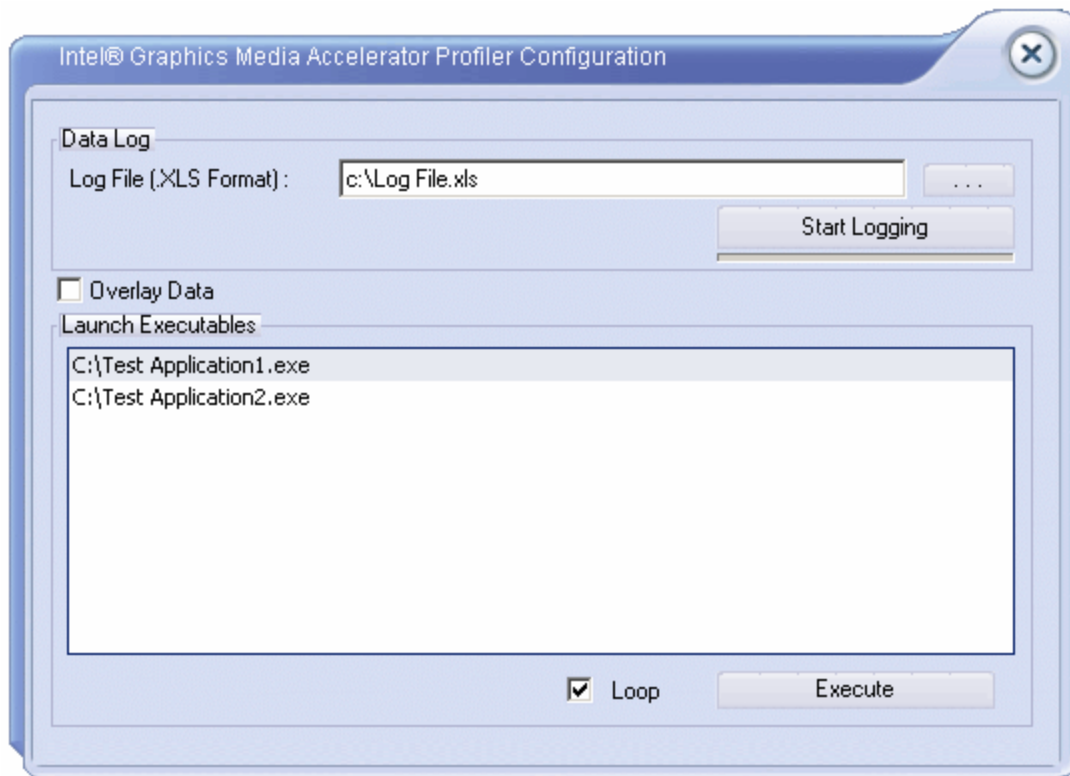 Intel® Graphics Media Accelerator Profiler Configuration
Data Log
Log File (.XLS Format) : c:\Log File.xls ...
Start Logging
Overlay Data
Launch Executables
C:\Test Application1.exe
C:\Test Application2.exe
Loop Execute